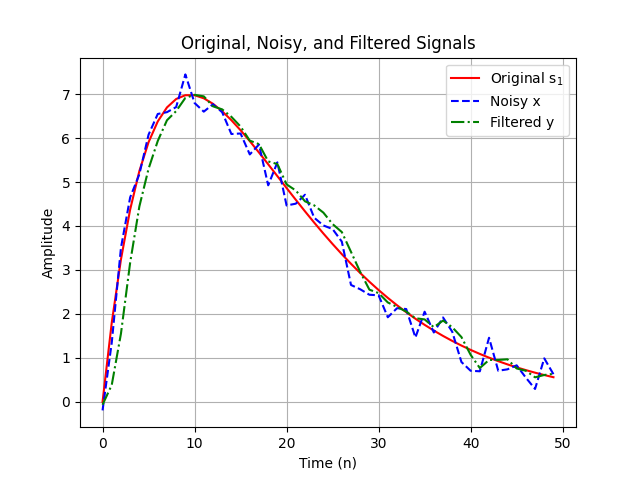 Original, Noisy, and Filtered Signals
Original s₁
Noisy x
Filtered y
Amplitude
7
6
5
4
3
2
1
0
0 10 20 30 40 50
Time (n)